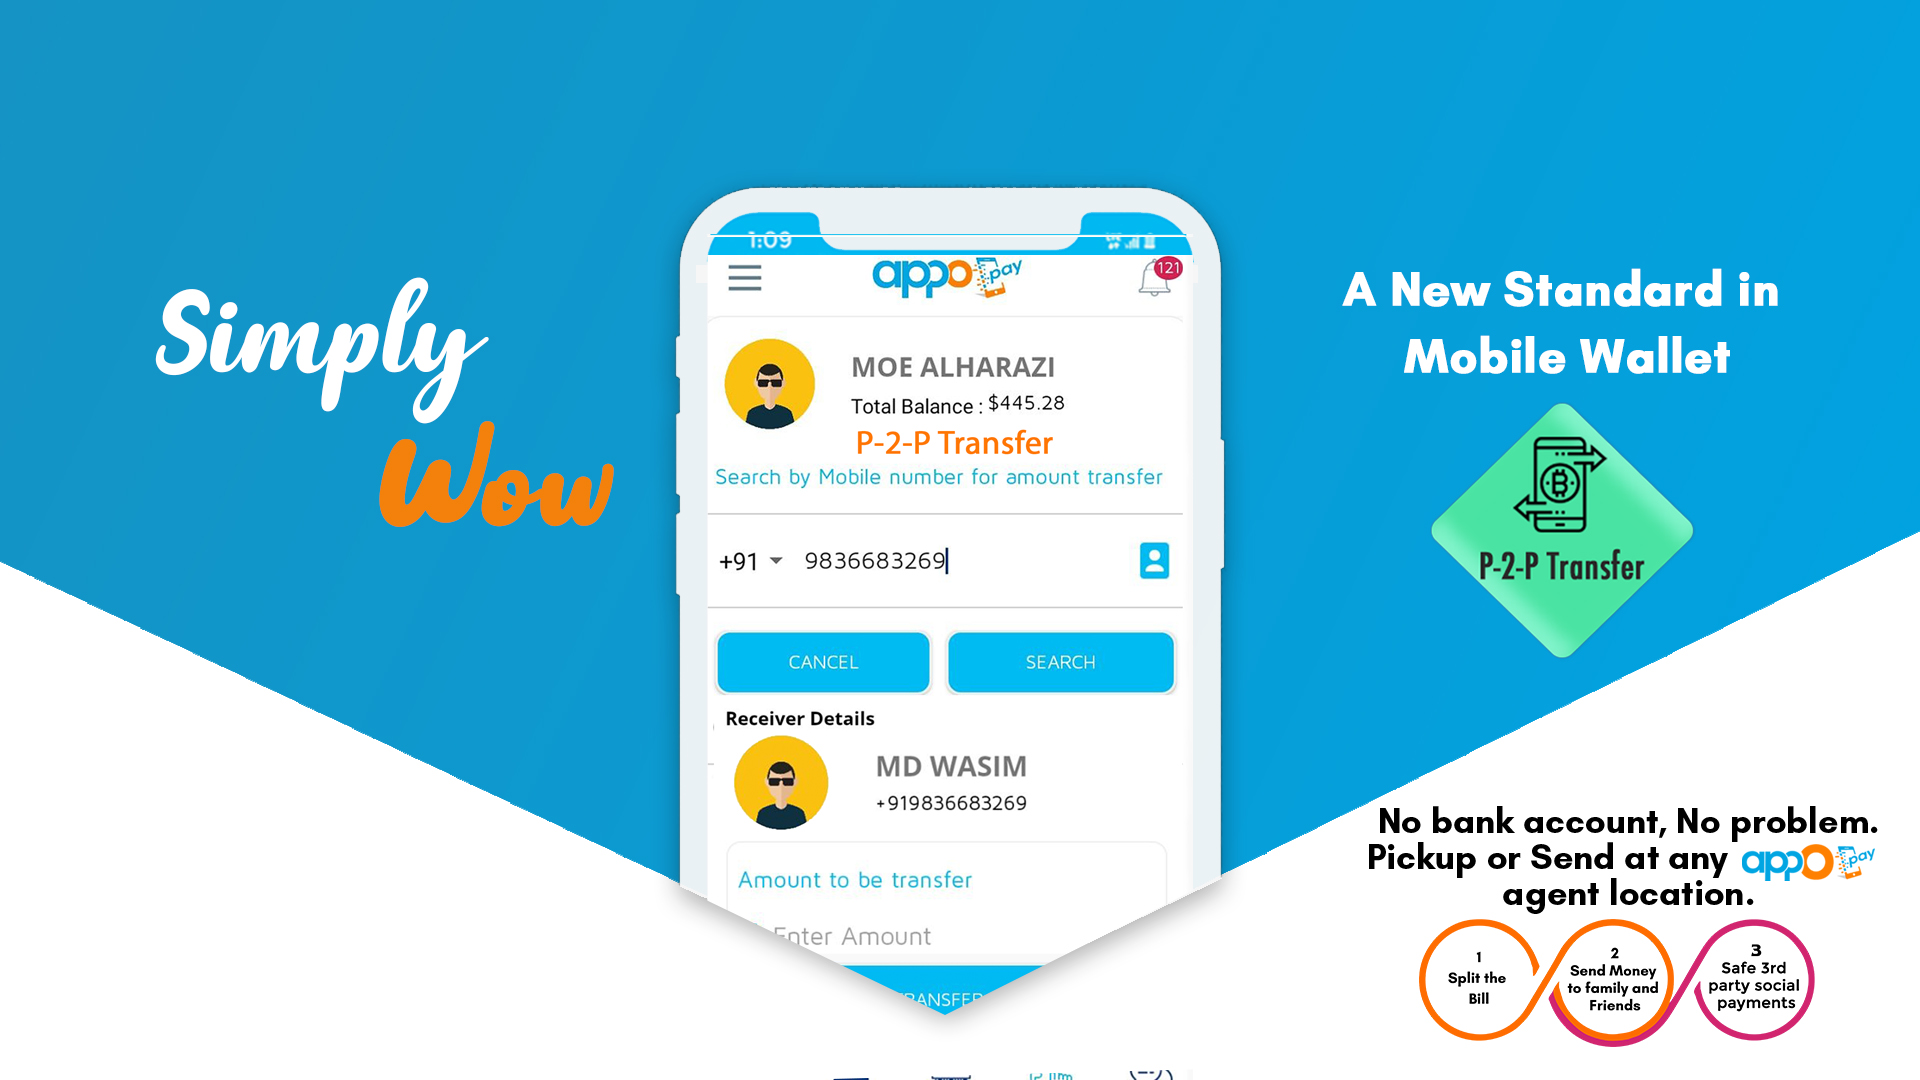 Simply
Wow
1:09
appo pay
121
MOE ALHARAZI
Total Balance : $445.28
P-2-P Transfer
Search by Mobile number for amount transfer
+91 9836683269
CANCEL SEARCH
Receiver Details
MD WASIM
+919836683269
Amount to be transfer
Enter Amount
TRANSFER
A New Standard in
Mobile Wallet
P-2-P Transfer
No bank account, No problem.
Pickup or Send at any appo pay
agent location.
1
Split the
Bill
2
Send Money
to family and
Friends
3
Safe 3rd
party social
payments